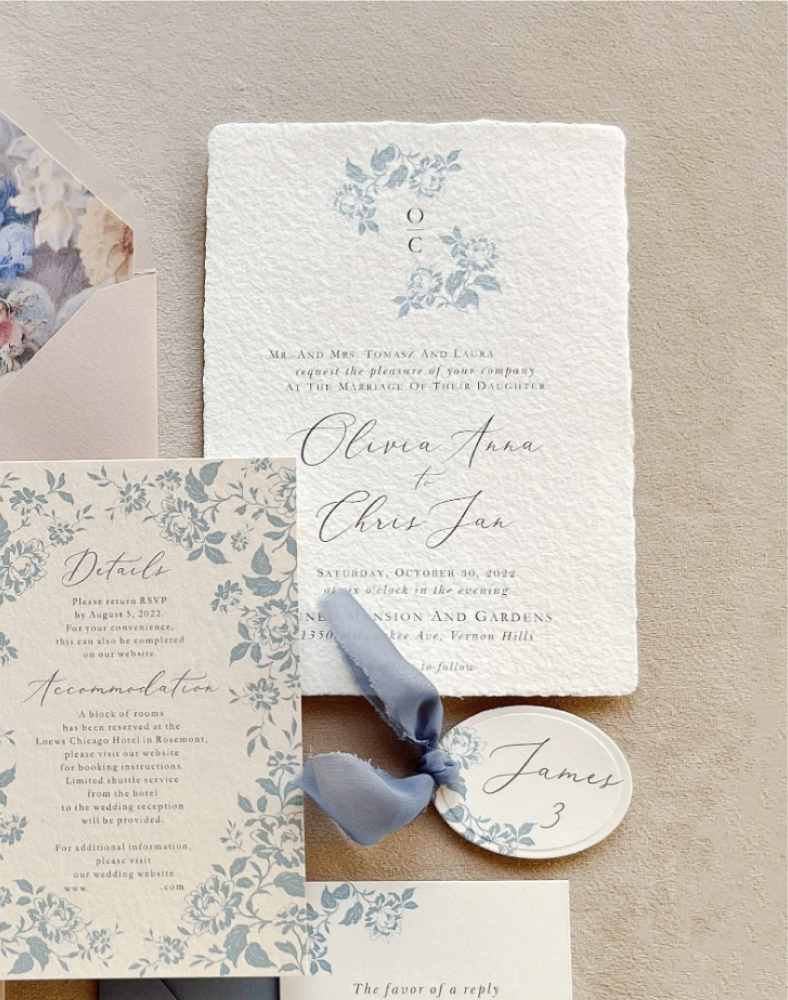 O
C
MR. AND MRS. TOMASZ AND LAURA
request the pleasure of your company
AT THE MARRIAGE OF THEIR DAUGHTER
Olivia Anna
to
Chris Jan
SATURDAY, OCTOBER 30, 2022
at six o'clock in the evening
MANSION AND GARDENS
1350 Ave, Vernon Hills
to follow
Details
Please return RSVP
by August 5, 2022.
For your convenience,
this can also be completed
on our website.
Accommodation
A block of rooms
has been reserved at the
Loews Chicago Hotel in Rosemont,
please visit our website
for booking instructions.
Limited shuttle service
from the hotel
to the wedding reception
will be provided.
For additional information,
please visit
our wedding website
www. .com
James
3
The favor of a reply